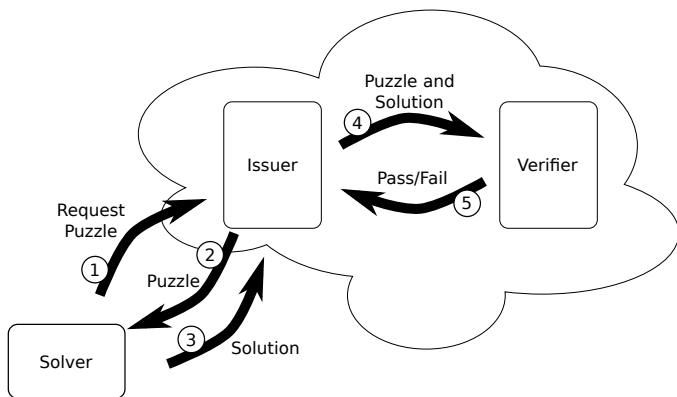 Puzzle and
Solution
4
Issuer
Verifier
Pass/Fail
5
Request
Puzzle
1
2
Puzzle
3
Solution
Solver